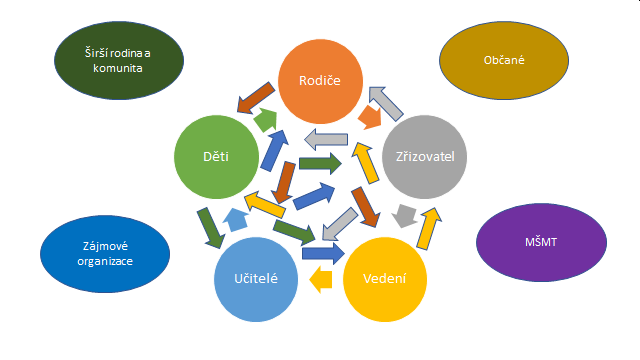 Širší rodina a
komunita
Rodiče
Občané
Děti
Zřizovatel
Zájmové
organizace
Učitelé
Vedení
MŠMT